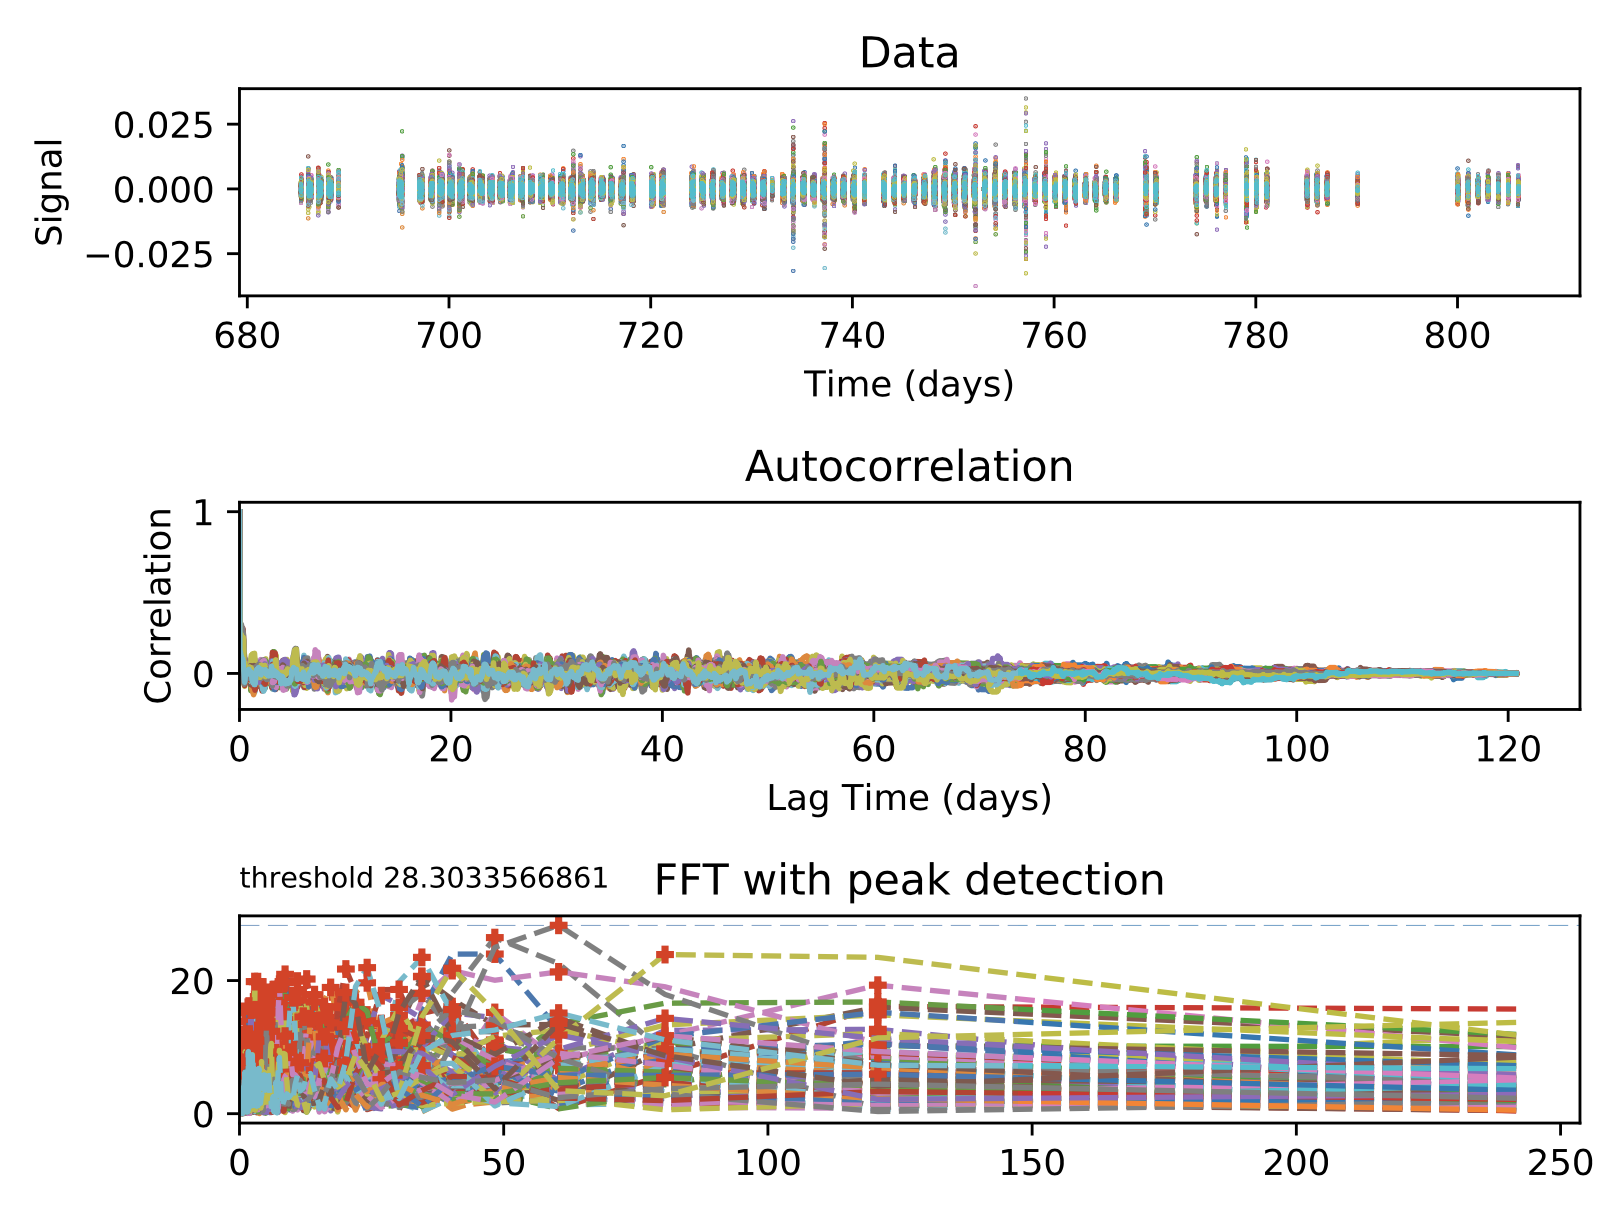 Data
Signal
0.025
0.000
−0.025
680 700 720 740 760 780 800
Time (days)
Autocorrelation
Correlation
1
0
0 20 40 60 80 100 120
Lag Time (days)
threshold 28.3033566861
FFT with peak detection
20
0
0 50 100 150 200 250